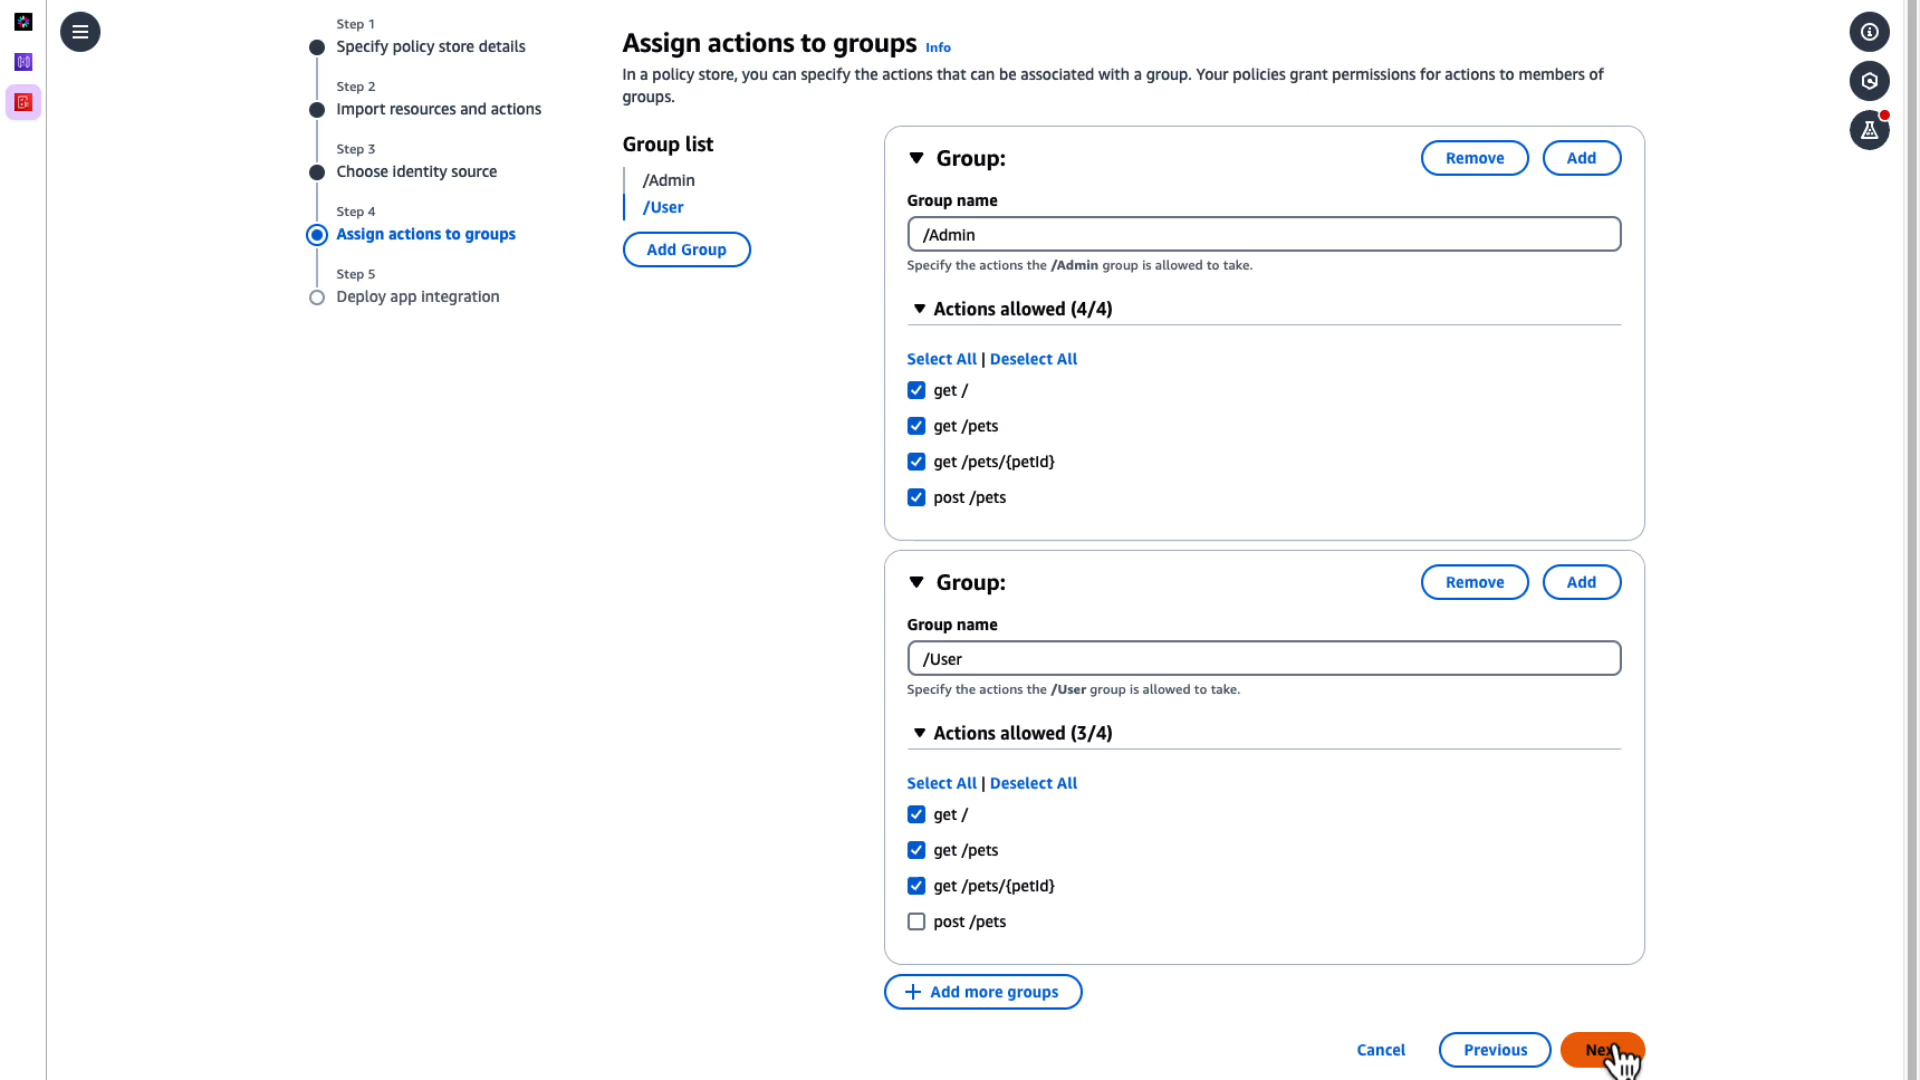 Step 1
Specify policy store details
Step 2
Import resources and actions
Step 3
Choose identity source
Step 4
Assign actions to groups
Step 5
Deploy app integration
Assign actions to groups Info
In a policy store, you can specify the actions that can be associated with a group. Your policies grant permissions for actions to members of
groups.
Group list
/Admin
/User
Add Group
Group:
Remove
Add
Group name
/Admin
Specify the actions the /Admin group is allowed to take.
Actions allowed (4/4)
Select All | Deselect All
get /
get /pets
get /pets/{petId}
post /pets
Group:
Remove
Add
Group name
/User
Specify the actions the /User group is allowed to take.
Actions allowed (3/4)
Select All | Deselect All
get /
get /pets
get /pets/{petId}
post /pets
+ Add more groups
Cancel
Previous